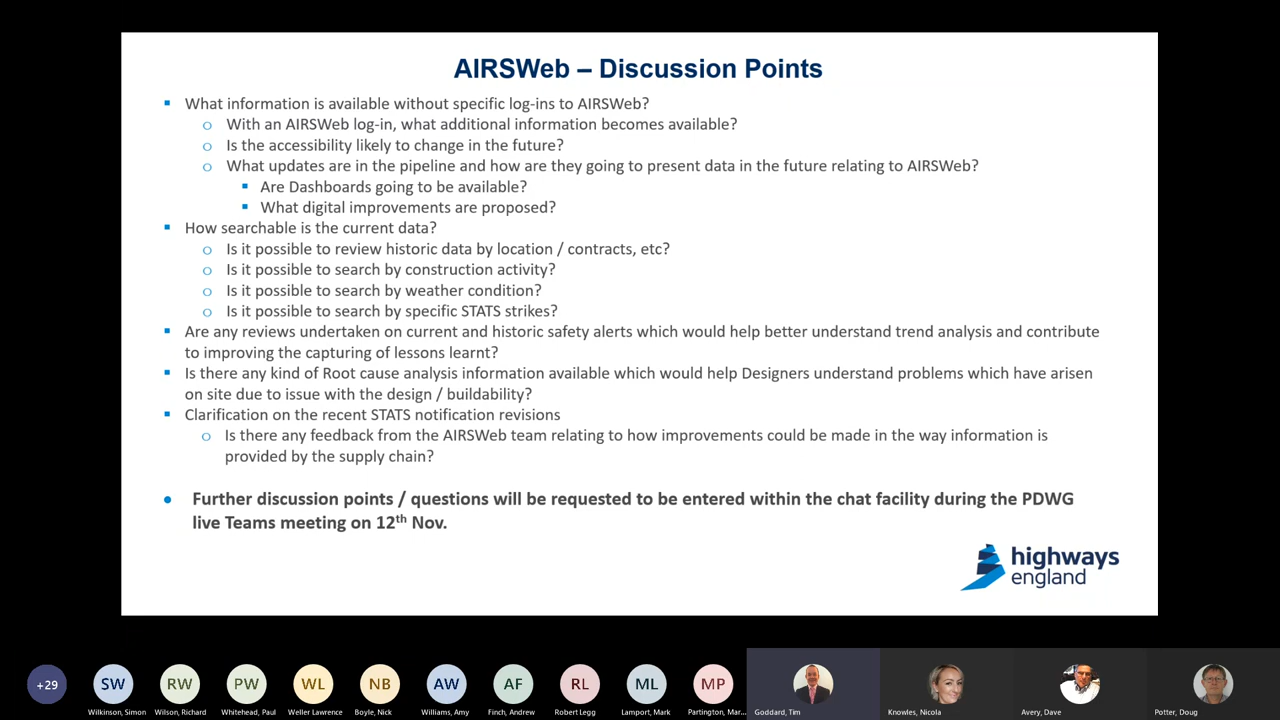 AIRSWeb – Discussion Points
What information is available without specific log-ins to AIRSWeb?
With an AIRSWeb log-in, what additional information becomes available?
Is the accessibility likely to change in the future?
What updates are in the pipeline and how are they going to present data in the future relating to AIRSWeb?
Are Dashboards going to be available?
What digital improvements are proposed?
How searchable is the current data?
Is it possible to review historic data by location / contracts, etc?
Is it possible to search by construction activity?
Is it possible to search by weather condition?
Is it possible to search by specific STATS strikes?
Are any reviews undertaken on current and historic safety alerts which would help better understand trend analysis and contribute
to improving the capturing of lessons learnt?
Is there any kind of Root cause analysis information available which would help Designers understand problems which have arisen
on site due to issue with the design / buildability?
Clarification on the recent STATS notification revisions
Is there any feedback from the AIRSWeb team relating to how improvements could be made in the way information is
provided by the supply chain?
Further discussion points / questions will be requested to be entered within the chat facility during the PDWG
live Teams meeting on 12th Nov.
highways
england
+29 SW RW PW WL NB AW AF RL ML MP
Wilkinson, Simon Wilson, Richard Whitehead, Paul Weller Lawrence Boyle, Nick Williams, Amy Finch, Andrew Robert Legg Lamport, Mark Partington, Mar... Goddard, Tim Knowles, Nicola Avery, Dave Potter, Doug